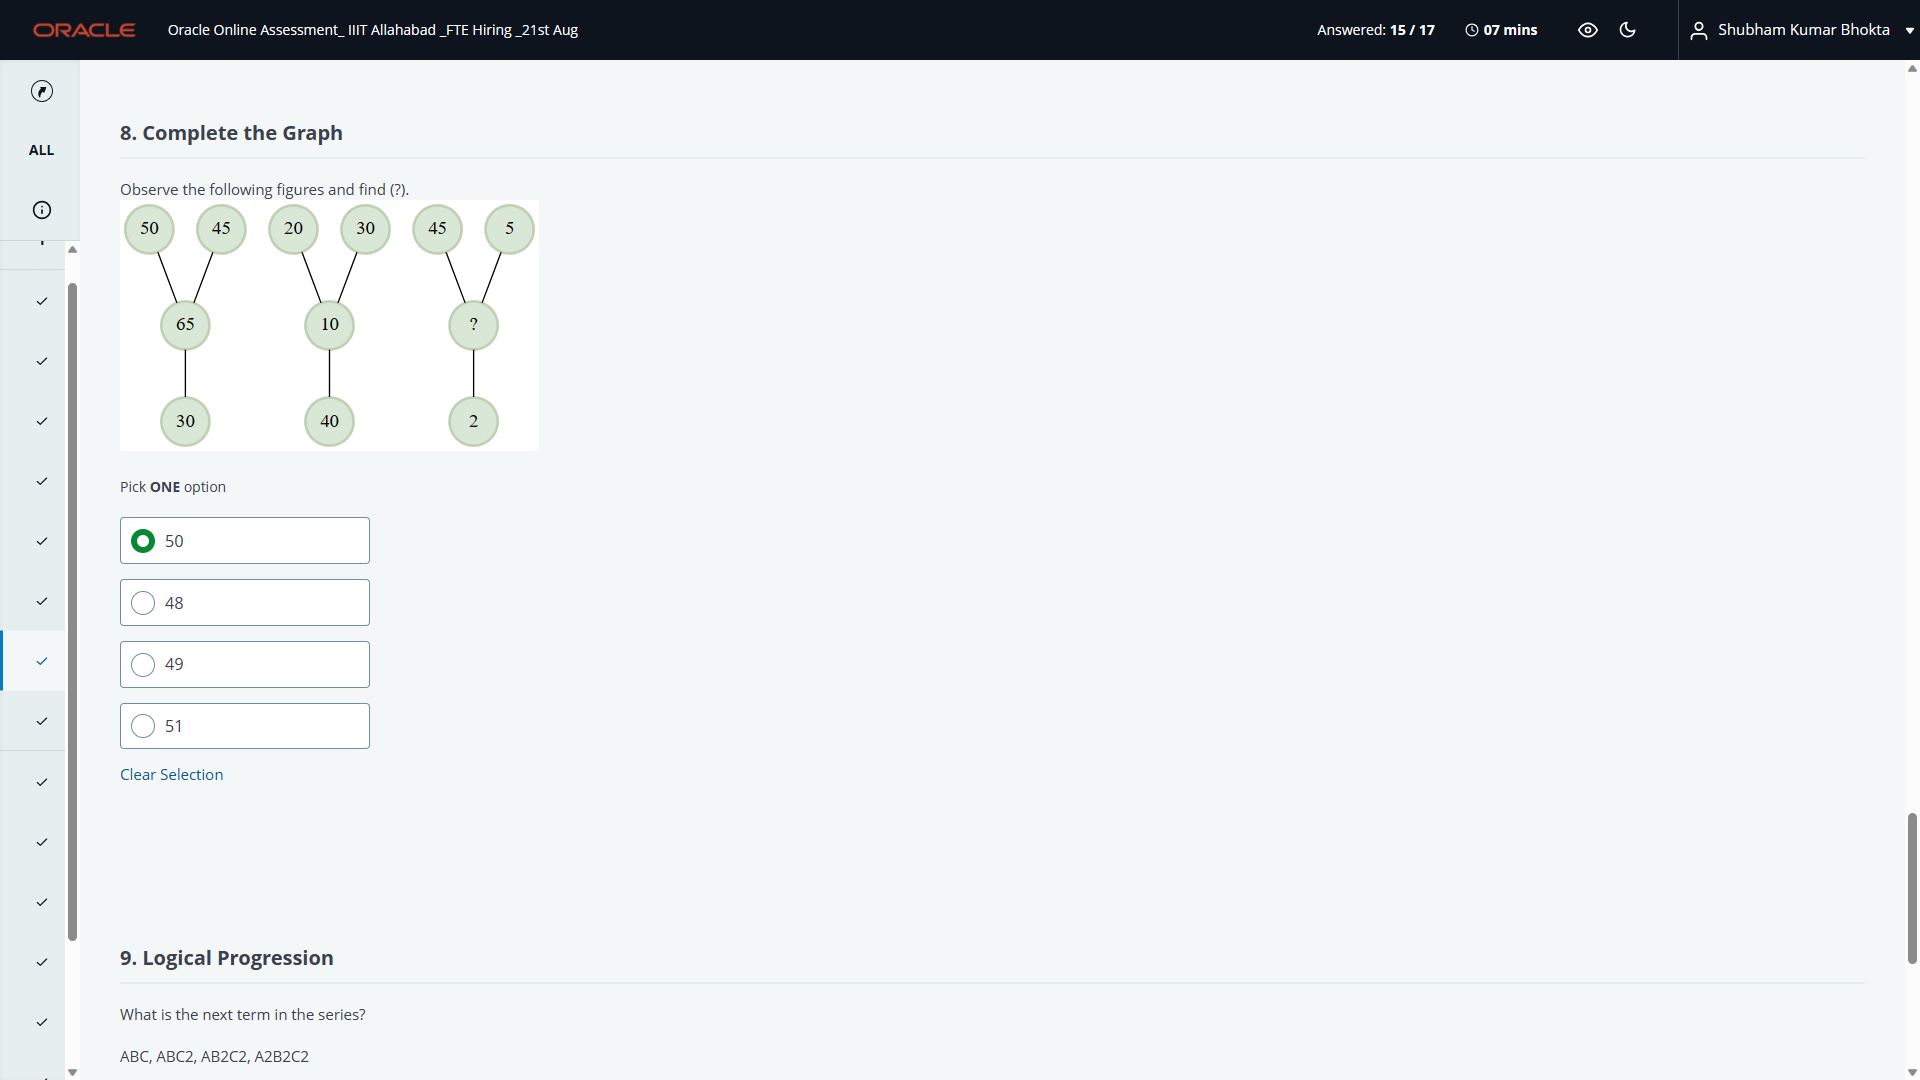 ORACLE
Oracle Online Assessment_ IIIT Allahabad _FTE Hiring _21st Aug
Answered: 15 / 17
07 mins
Shubham Kumar Bhokta
ALL
8. Complete the Graph
Observe the following figures and find (?).
50 45 20 30 45 5
65 10 ?
30 40 2
Pick ONE option
50
48
49
51
Clear Selection
9. Logical Progression
What is the next term in the series?
ABC, ABC2, AB2C2, A2B2C2